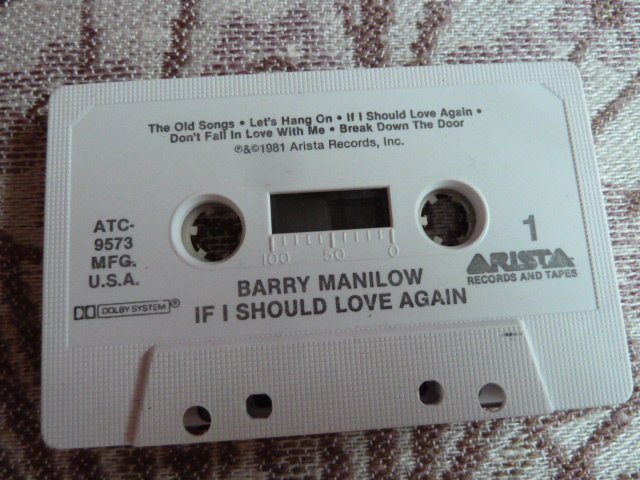 The Old Songs • Let's Hang On • If I Should Love Again •
Don't Fall In Love With Me • Break Down The Door
℗&©1981 Arista Records, Inc.
ATC-
9573
MFG.
U.S.A.
100 50 0
1
ARISTA
RECORDS AND TAPES
DOLBY SYSTEM®
BARRY MANILOW
IF I SHOULD LOVE AGAIN